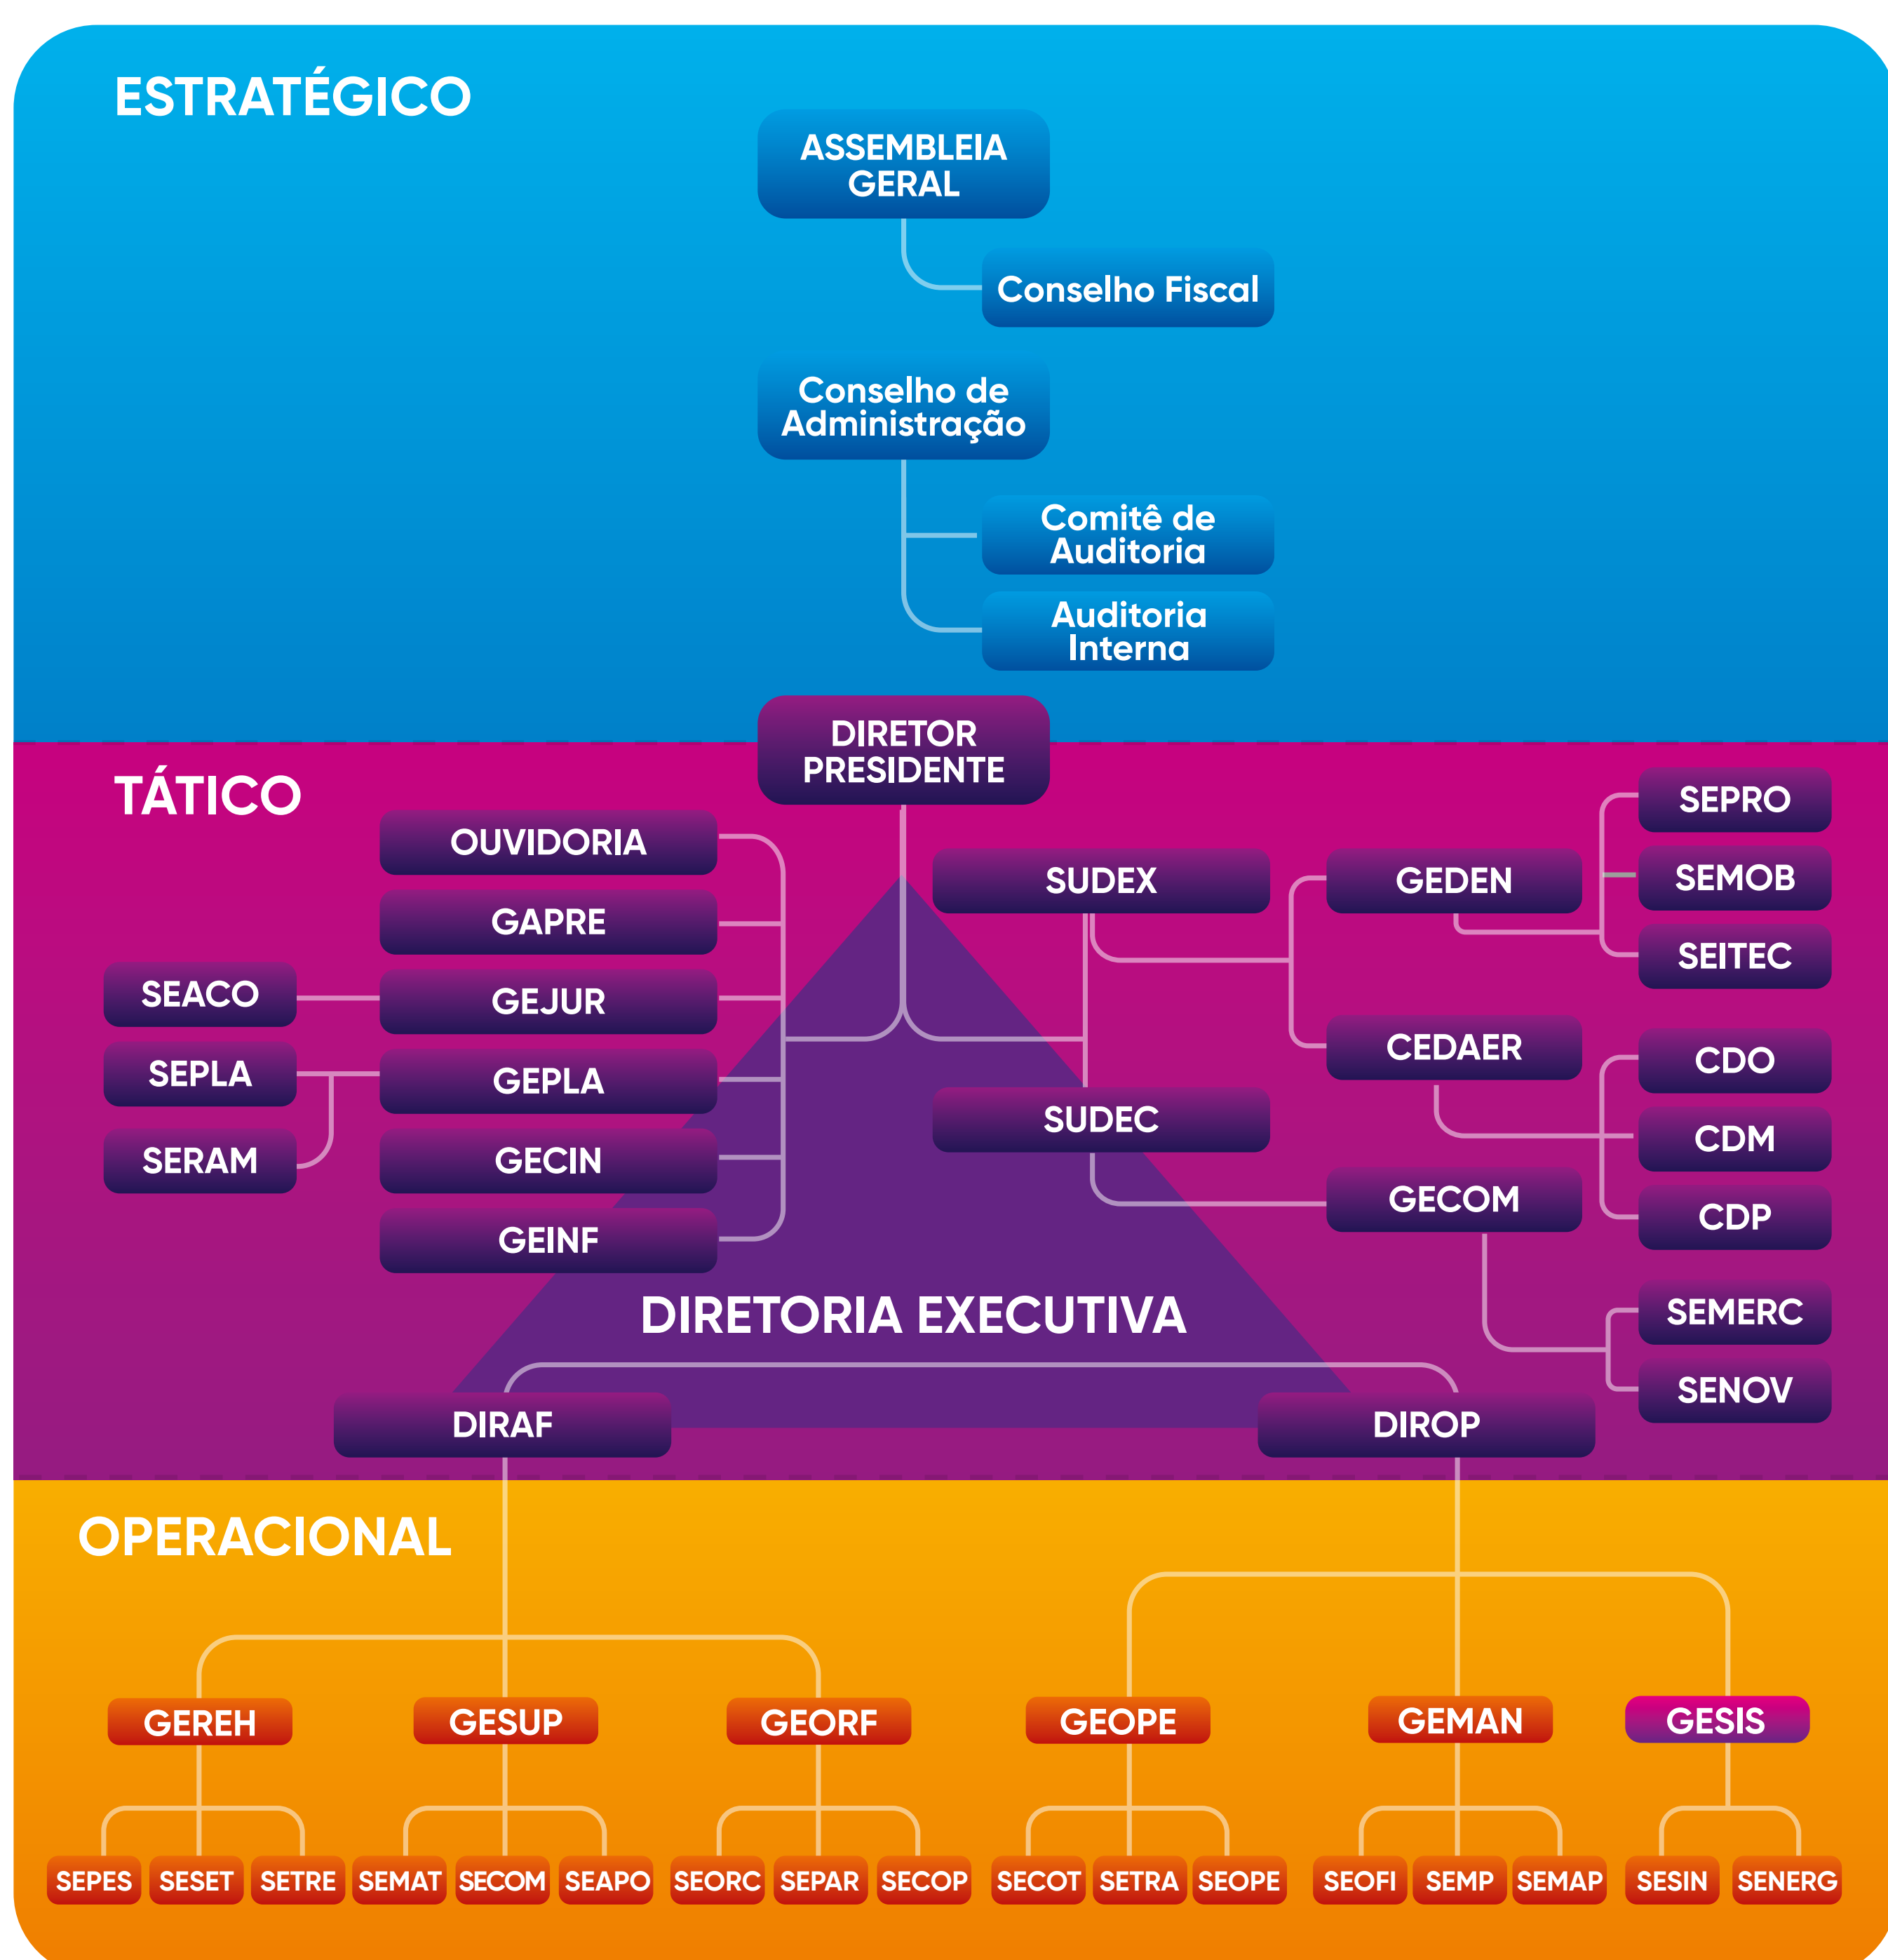 ESTRATÉGICO
ASSEMBLEIA
GERAL
Conselho Fiscal
Conselho de
Administração
Comitê de
Auditoria
Auditoria
Interna
DIRETOR
PRESIDENTE
TÁTICO
OUVIDORIA
GAPRE
SEACO
GEJUR
SEPLA
GEPLA
SERAM
GECIN
GEINF
SUDEX
GEDEN
SEPRO
SEMOB
SEITEC
CEDAER
CDO
CDM
CDP
SUDEC
GECOM
SEMERC
SENOV
DIRETORIA EXECUTIVA
DIRAF
DIROP
OPERACIONAL
GEREH
GESUP
GEORF
GEOPE
GEMAN
GESIS
SEPES
SESET
SETRE
SEMAT
SECOM
SEAPO
SEORC
SEPAR
SECOP
SECOT
SETRA
SEOPE
SEOFI
SEMP
SEMAP
SESIN
SENERG